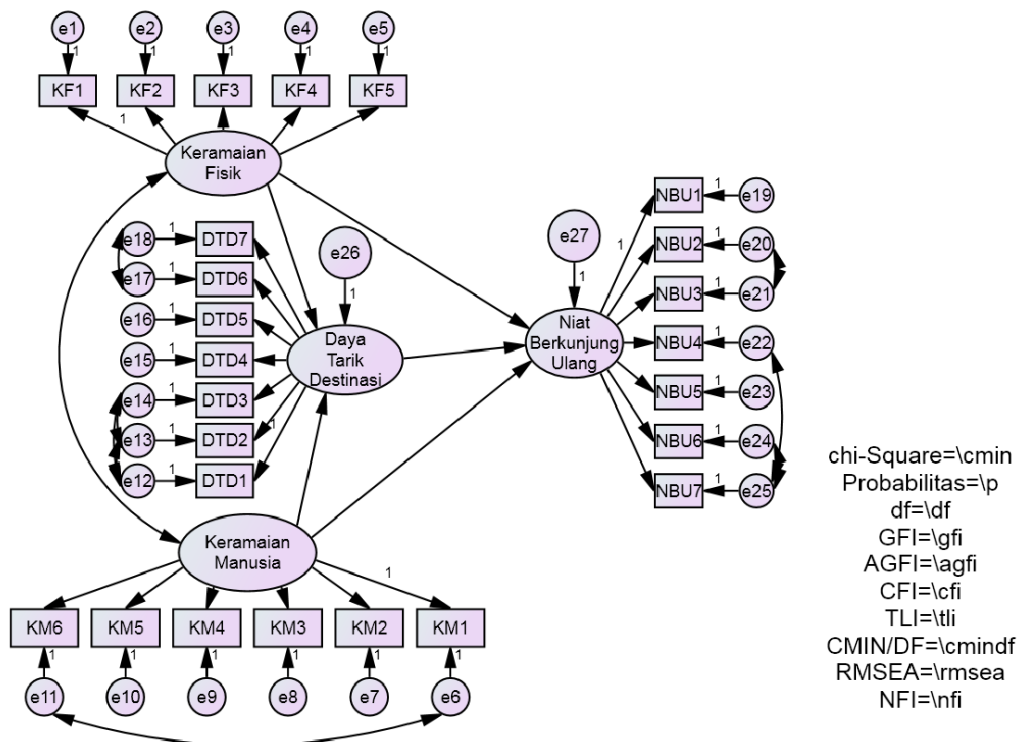 e1 e2 e3 e4 e5
1 1 1 1 1
KF1 KF2 KF3 KF4 KF5
1
Keramaian
Fisik
e18 1 DTD7
e17 1 DTD6
e16 1 DTD5
e15 1 DTD4
e14 1 DTD3
e13 1 DTD2
1
e12 1 DTD1
e26
1
Daya
Tarik
Destinasi
e27
1
Niat
Berkunjung
Ulang
1
NBU1 1 e19
NBU2 1 e20
NBU3 1 e21
NBU4 1 e22
NBU5 1 e23
NBU6 1 e24
NBU7 1 e25
Keramaian
Manusia
1
KM6 KM5 KM4 KM3 KM2 KM1
1 1 1 1 1 1
e11 e10 e9 e8 e7 e6
chi-Square=\cmin
Probabilitas=\p
df=\df
GFI=\gfi
AGFI=\agfi
CFI=\cfi
TLI=\tli
CMIN/DF=\cmindf
RMSEA=\rmsea
NFI=\nfi